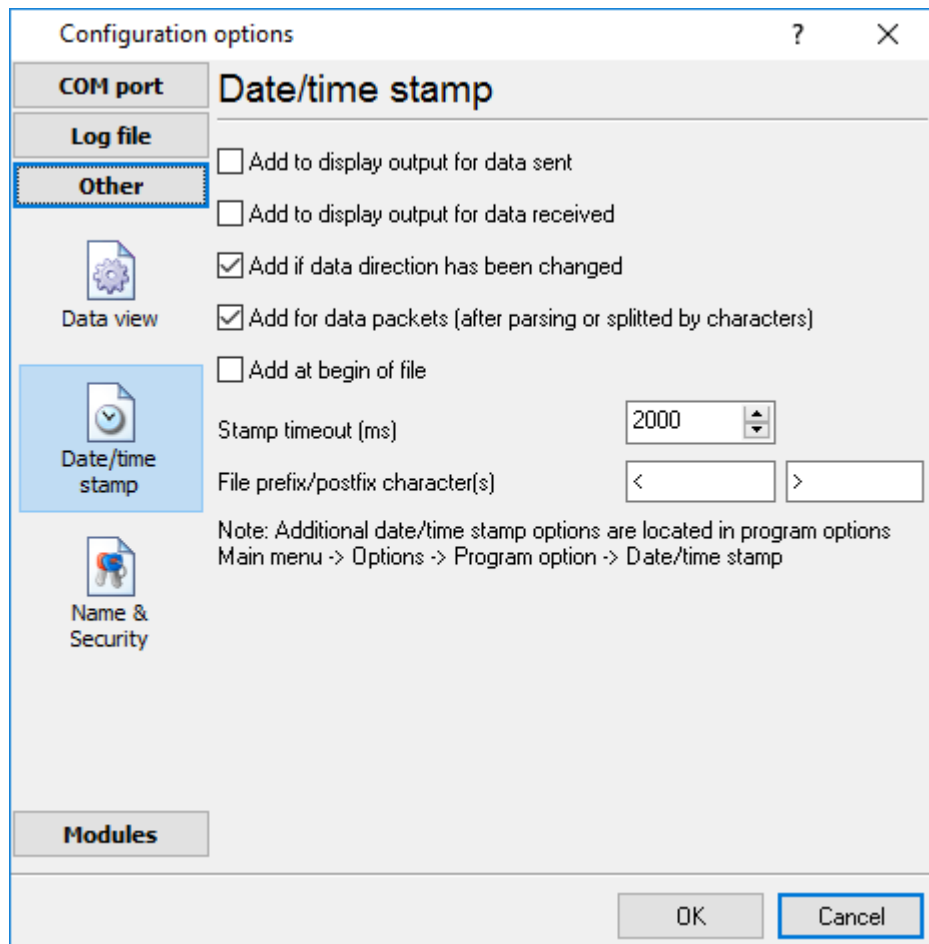 Configuration options
?
COM port
Log file
Other
Data view
Date/time
stamp
Name &
Security
Modules
Date/time stamp
Add to display output for data sent
Add to display output for data received
Add if data direction has been changed
Add for data packets (after parsing or splitted by characters)
Add at begin of file
Stamp timeout (ms) 2000
File prefix/postfix character(s) < >
Note: Additional date/time stamp options are located in program options
Main menu -> Options -> Program option -> Date/time stamp
OK Cancel